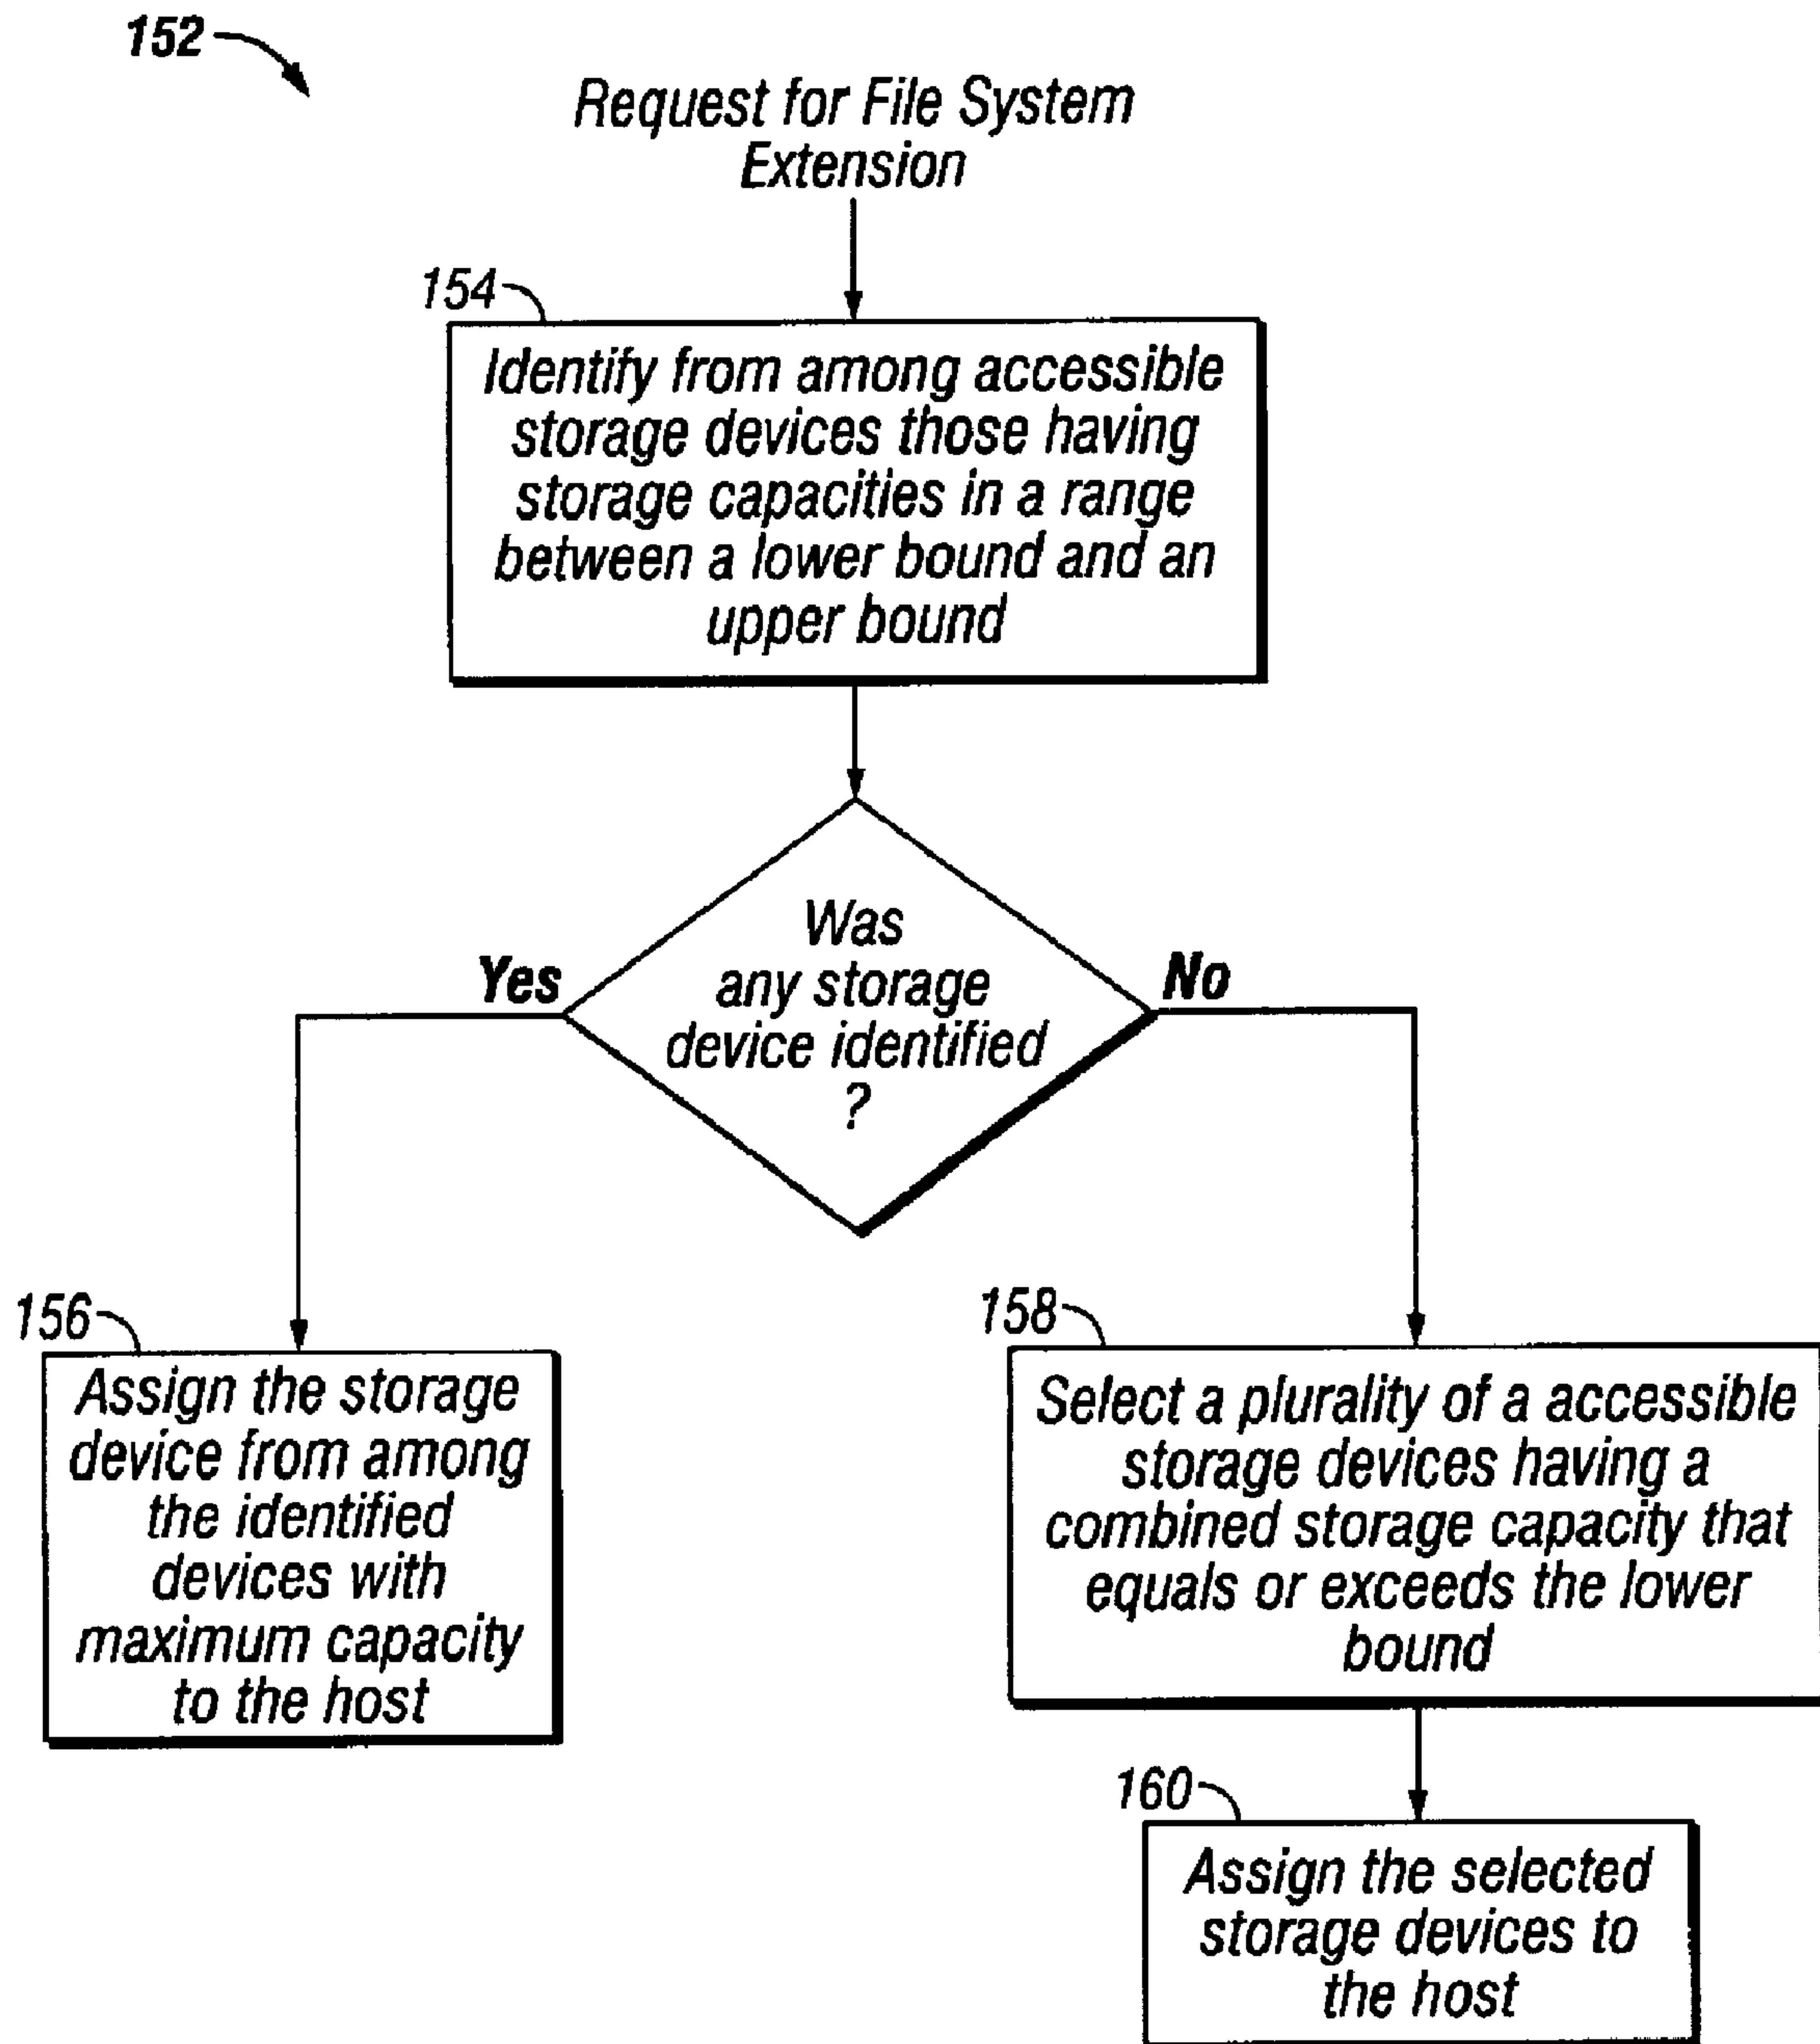 152
Request for File System
Extension
154
Identify from among accessible
storage devices those having
storage capacities in a range
between a lower bound and an
upper bound
Was
any storage
device identified
?
Yes
No
156
Assign the storage
device from among
the identified
devices with
maximum capacity
to the host
158
Select a plurality of a accessible
storage devices having a
combined storage capacity that
equals or exceeds the lower
bound
160
Assign the selected
storage devices to
the host